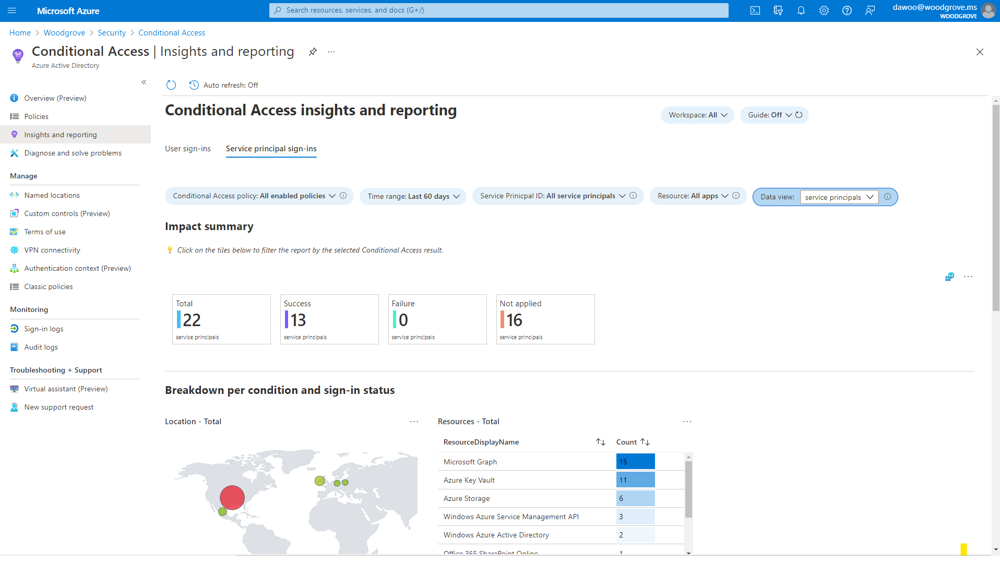 Microsoft Azure
Search resources, services, and docs (G+/)
dawoo@woodgrove.ms
WOODGROVE
Home > Woodgrove > Security > Conditional Access
Conditional Access | Insights and reporting
Azure Active Directory
Overview (Preview)
Policies
Insights and reporting
Diagnose and solve problems
Manage
Named locations
Custom controls (Preview)
Terms of use
VPN connectivity
Authentication context (Preview)
Classic policies
Monitoring
Sign-in logs
Audit logs
Troubleshooting + Support
Virtual assistant (Preview)
New support request
Auto refresh: Off
Conditional Access insights and reporting
Workspace: All
Guide: Off
User sign-ins
Service principal sign-ins
Conditional Access policy: All enabled policies
Time range: Last 60 days
Service Prinicpal ID: All service principals
Resource: All apps
Data view: service principals
Impact summary
Click on the tiles below to filter the report by the selected Conditional Access result.
Total
22
service principals
Success
13
service principals
Failure
0
service principals
Not applied
16
service principals
Breakdown per condition and sign-in status
Location - Total
Resources - Total
ResourceDisplayName Count
Microsoft Graph 15
Azure Key Vault 11
Azure Storage 6
Windows Azure Service Management API 3
Windows Azure Active Directory 2
Office 365 SharePoint Online 1